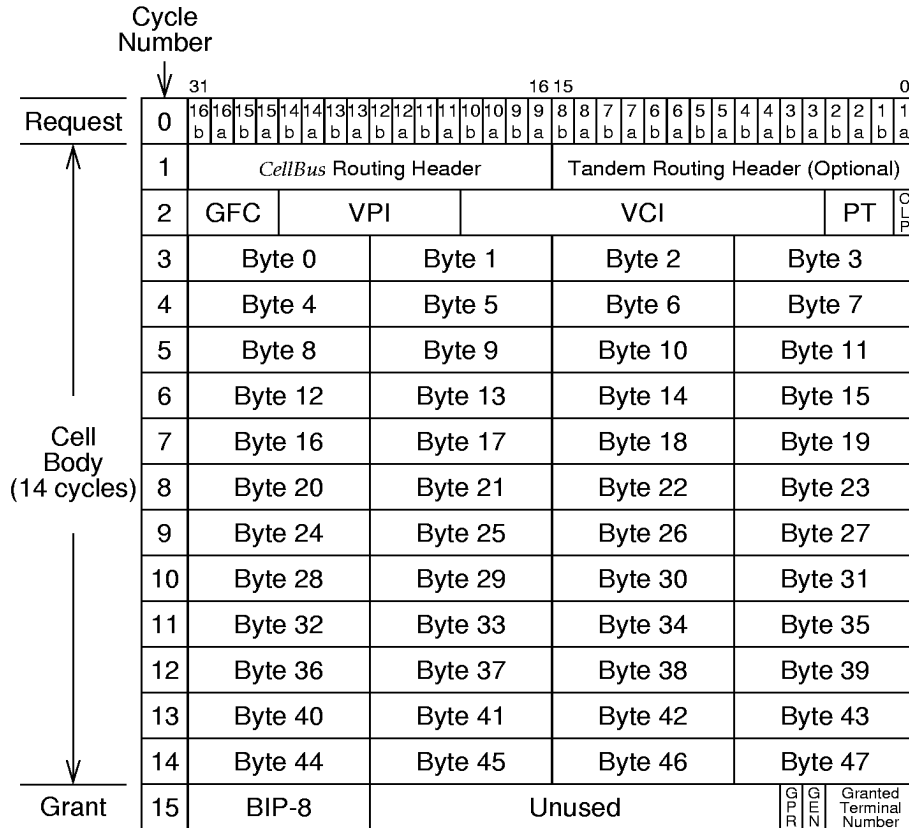 Cycle
Number
31 16 15 0
Request 0 16 16 15 15 14 14 13 13 12 12 11 11 10 10 9 9 8 8 7 7 6 6 5 5 4 4 3 3 2 2 1 1
b a b a b a b a b a b a b a b a b a b a b a b a b a b a b a b a
1 CellBus Routing Header Tandem Routing Header (Optional)
2 GFC VPI VCI PT CLP
3 Byte 0 Byte 1 Byte 2 Byte 3
4 Byte 4 Byte 5 Byte 6 Byte 7
5 Byte 8 Byte 9 Byte 10 Byte 11
6 Byte 12 Byte 13 Byte 14 Byte 15
7 Byte 16 Byte 17 Byte 18 Byte 19
Cell
Body
(14 cycles)
8 Byte 20 Byte 21 Byte 22 Byte 23
9 Byte 24 Byte 25 Byte 26 Byte 27
10 Byte 28 Byte 29 Byte 30 Byte 31
11 Byte 32 Byte 33 Byte 34 Byte 35
12 Byte 36 Byte 37 Byte 38 Byte 39
13 Byte 40 Byte 41 Byte 42 Byte 43
14 Byte 44 Byte 45 Byte 46 Byte 47
Grant 15 BIP-8 Unused GPR GEN Granted
Terminal
Number